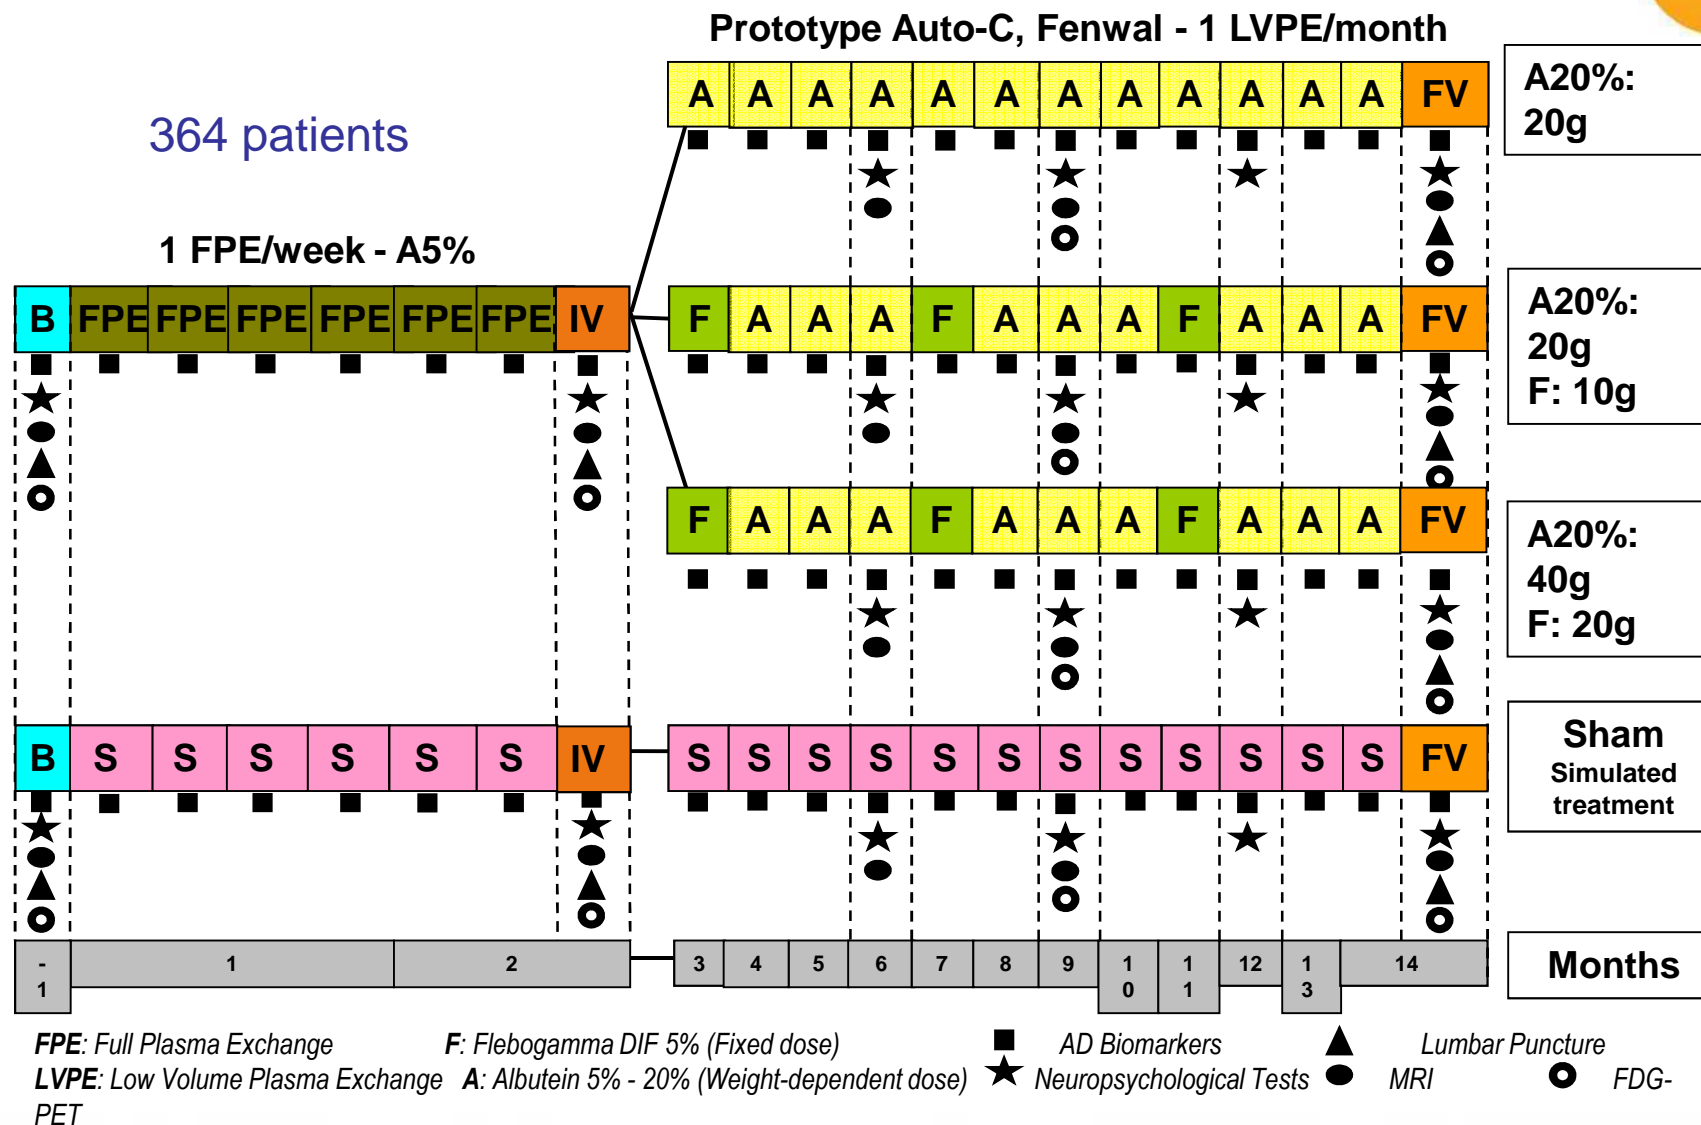 Prototype Auto-C, Fenwal - 1 LVPE/month
364 patients
A A A A A A A A A A A A FV
A20%:
20g
1 FPE/week - A5%
B FPE FPE FPE FPE FPE FPE IV
F A A A F A A A F A A A FV
A20%:
20g
F: 10g
F A A A F A A A F A A A FV
A20%:
40g
F: 20g
B S S S S S S IV S S S S S S S S S S S S FV
Sham
Simulated
treatment
-1 1 2 3 4 5 6 7 8 9 10 11 12 13 14
Months
FPE: Full Plasma Exchange F: Flebogamma DIF 5% (Fixed dose) AD Biomarkers Lumbar Puncture
LVPE: Low Volume Plasma Exchange A: Albutein 5% - 20% (Weight-dependent dose) Neuropsychological Tests MRI FDG-
PET